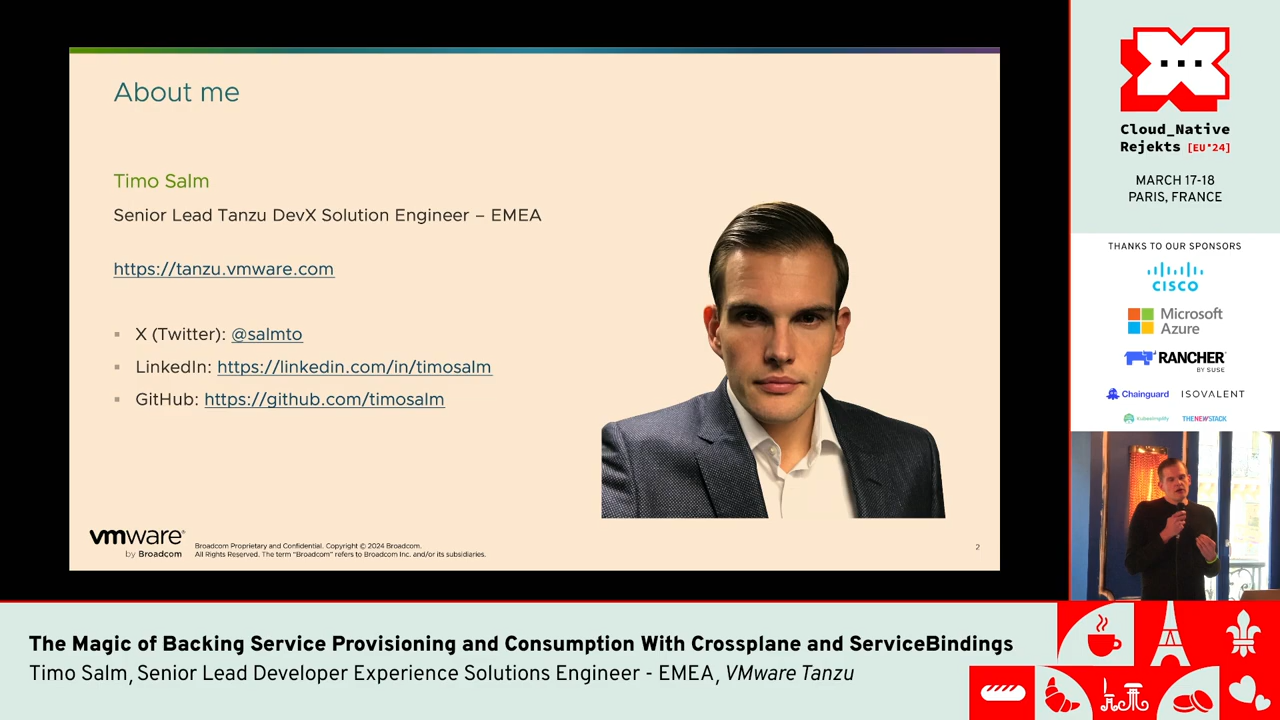 About me
Timo Salm
Senior Lead Tanzu DevX Solution Engineer – EMEA
https://tanzu.vmware.com
X (Twitter): @salmto
LinkedIn: https://linkedin.com/in/timosalm
GitHub: https://github.com/timosalm
vmware®
by Broadcom
Broadcom Proprietary and Confidential. Copyright © 2024 Broadcom.
All Rights Reserved. The term "Broadcom" refers to Broadcom Inc. and/or its subsidiaries.
2
Cloud_Native
Rejekts [EU*24]
MARCH 17-18
PARIS, FRANCE
THANKS TO OUR SPONSORS
CISCO
Microsoft
Azure
RANCHER
BY SUSE
Chainguard
ISOVALENT
kubesimplify
THENEWSTACK
The Magic of Backing Service Provisioning and Consumption With Crossplane and ServiceBindings
Timo Salm, Senior Lead Developer Experience Solutions Engineer - EMEA, VMware Tanzu